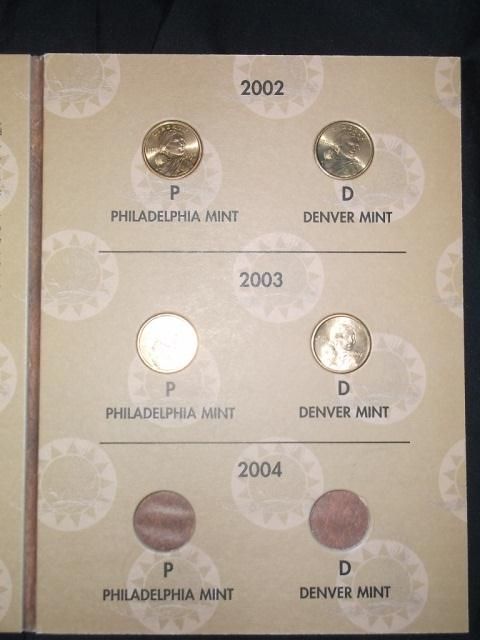 2002
P D
PHILADELPHIA MINT DENVER MINT
2003
P D
PHILADELPHIA MINT DENVER MINT
2004
P D
PHILADELPHIA MINT DENVER MINT